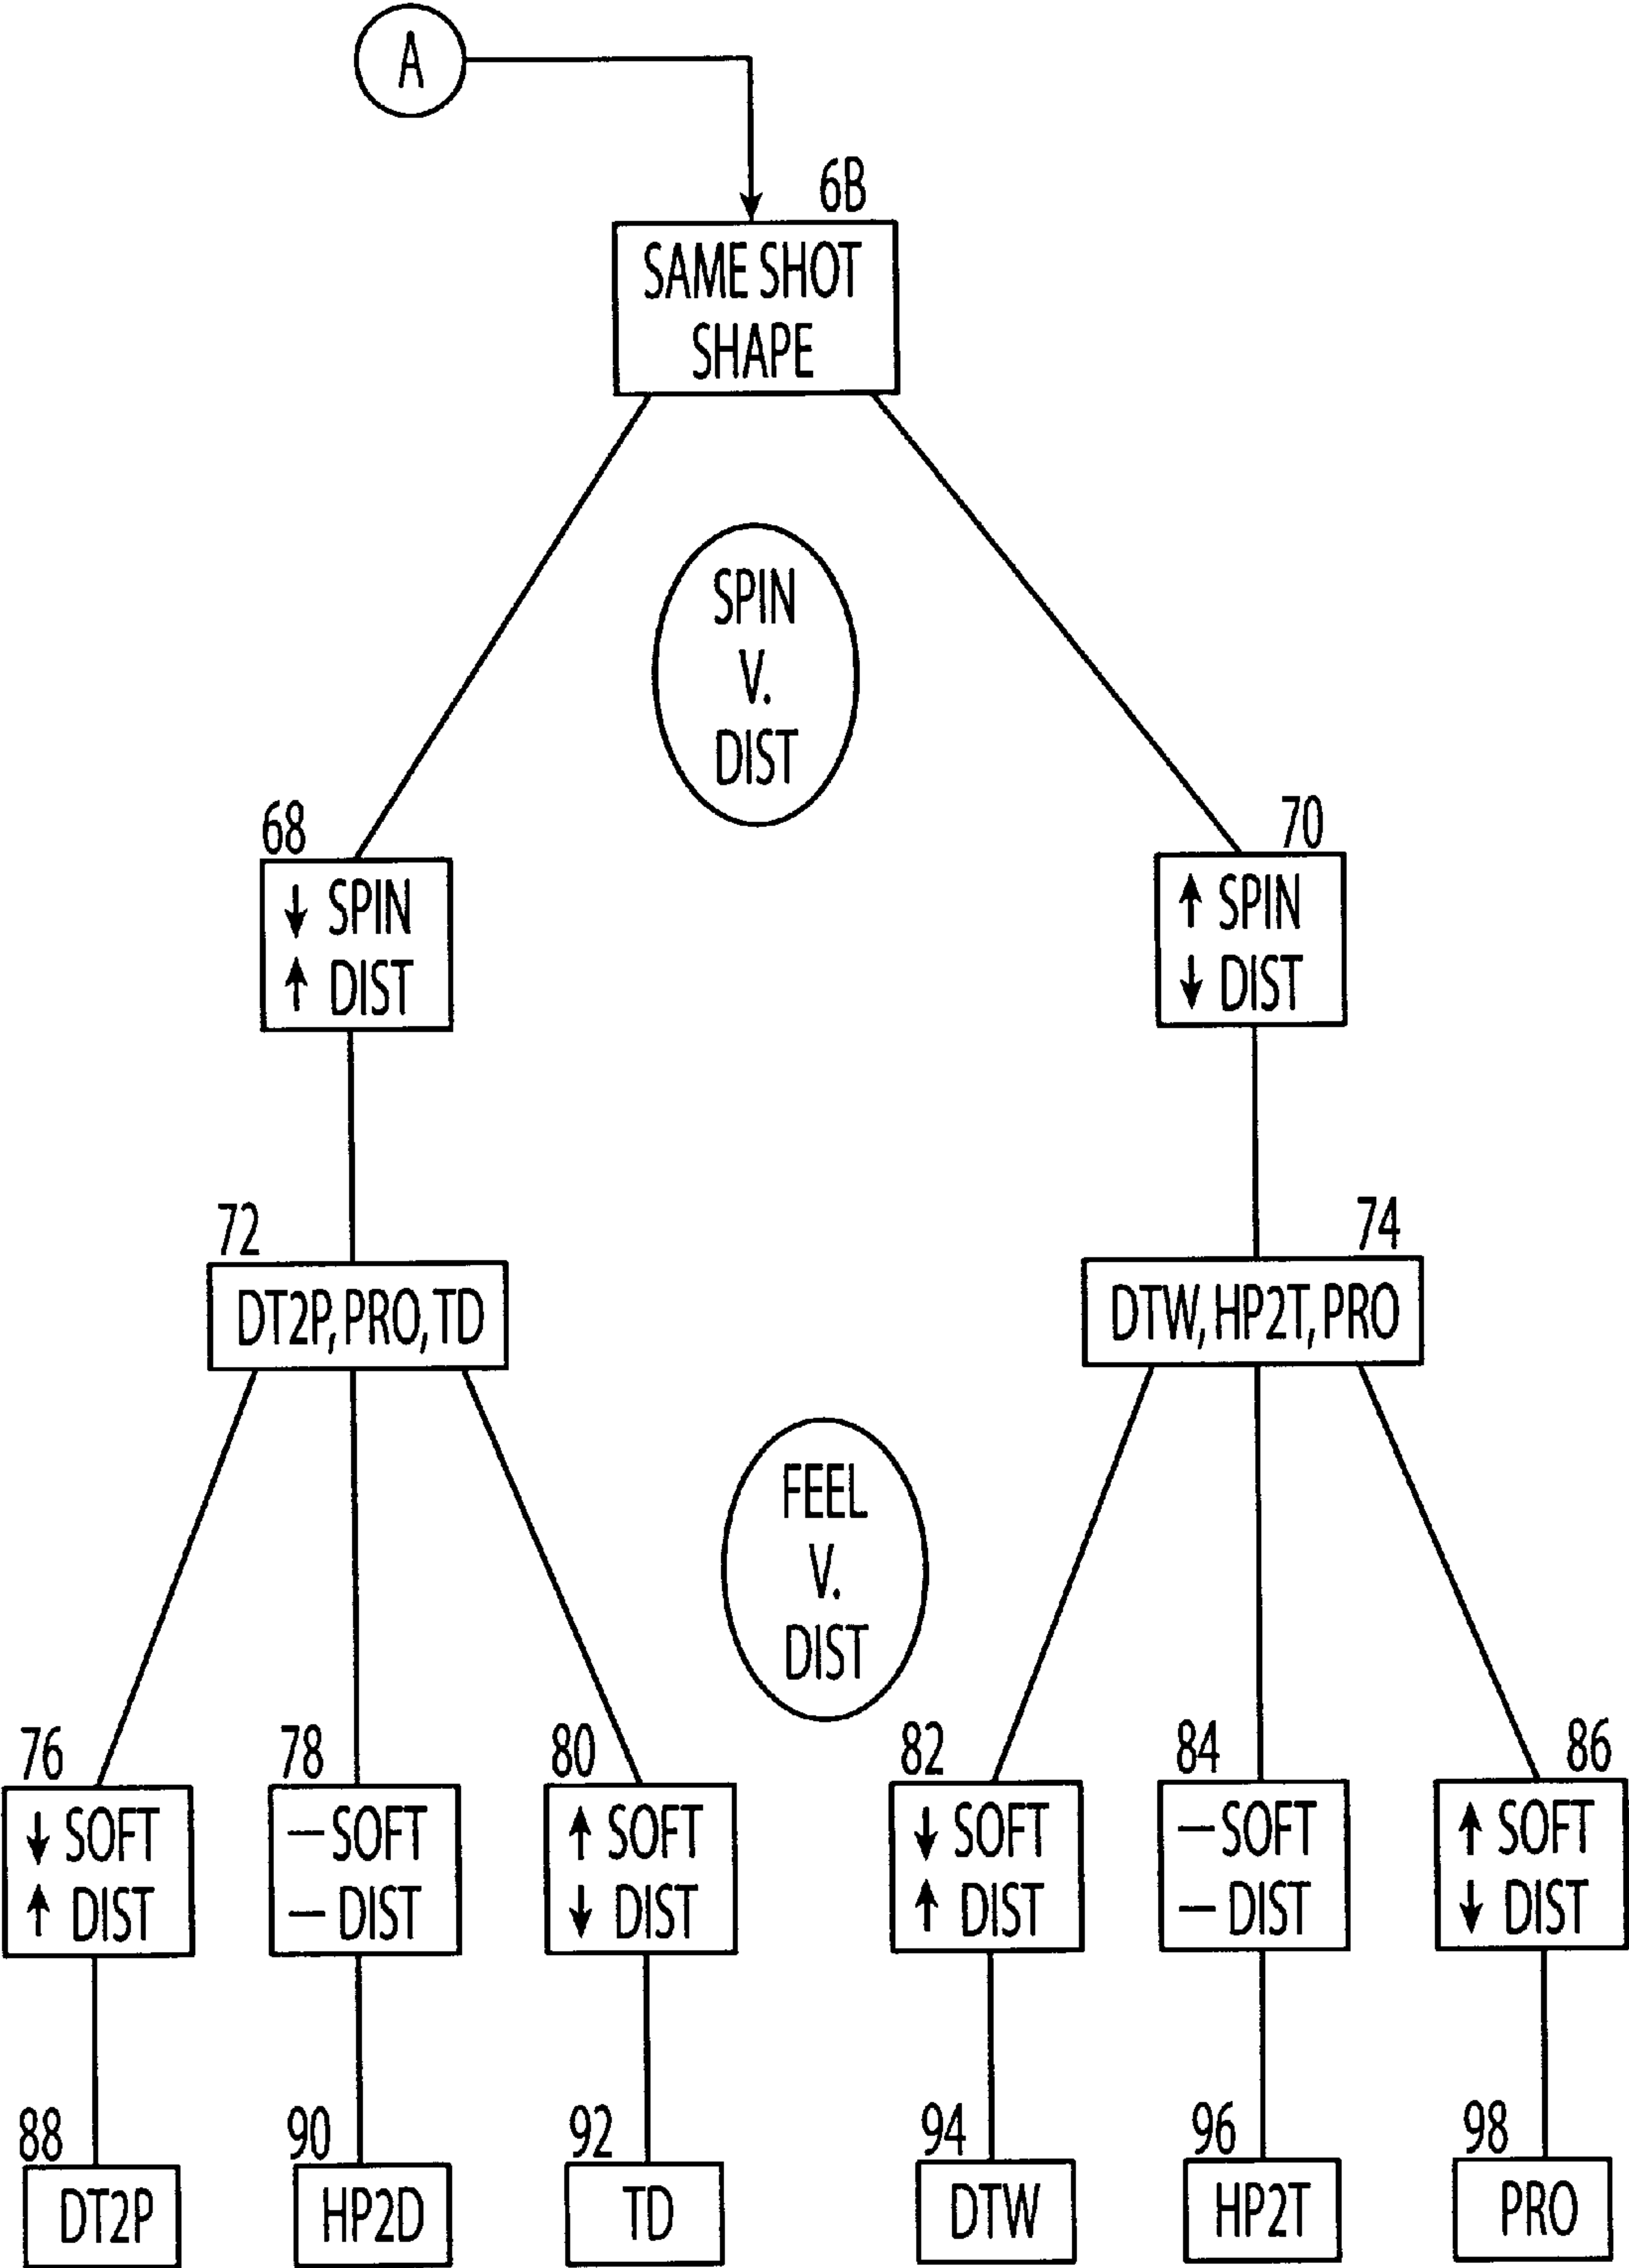 A
6B
SAME SHOT
SHAPE
SPIN
V.
DIST
68
↓ SPIN
↑ DIST
70
↑ SPIN
↓ DIST
72
DT2P, PRO, TD
74
DTW, HP2T, PRO
FEEL
V.
DIST
76
↓ SOFT
↑ DIST
78
— SOFT
— DIST
80
↑ SOFT
↓ DIST
82
↓ SOFT
↑ DIST
84
— SOFT
— DIST
86
↑ SOFT
↓ DIST
88
DT2P
90
HP2D
92
TD
94
DTW
96
HP2T
98
PRO